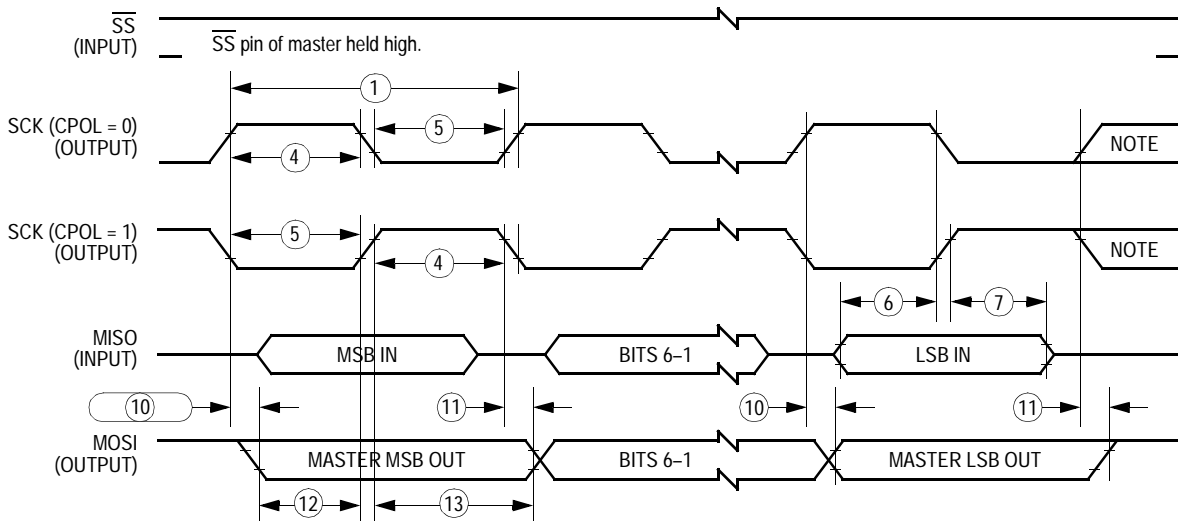 S̅S̅
(INPUT)
S̅S̅ pin of master held high.
1
SCK (CPOL = 0)
(OUTPUT)
5
4
NOTE
SCK (CPOL = 1)
(OUTPUT)
5
4
NOTE
6
7
MISO
(INPUT)
MSB IN
BITS 6–1
LSB IN
10
11
10
11
MOSI
(OUTPUT)
MASTER MSB OUT
BITS 6–1
MASTER LSB OUT
12
13